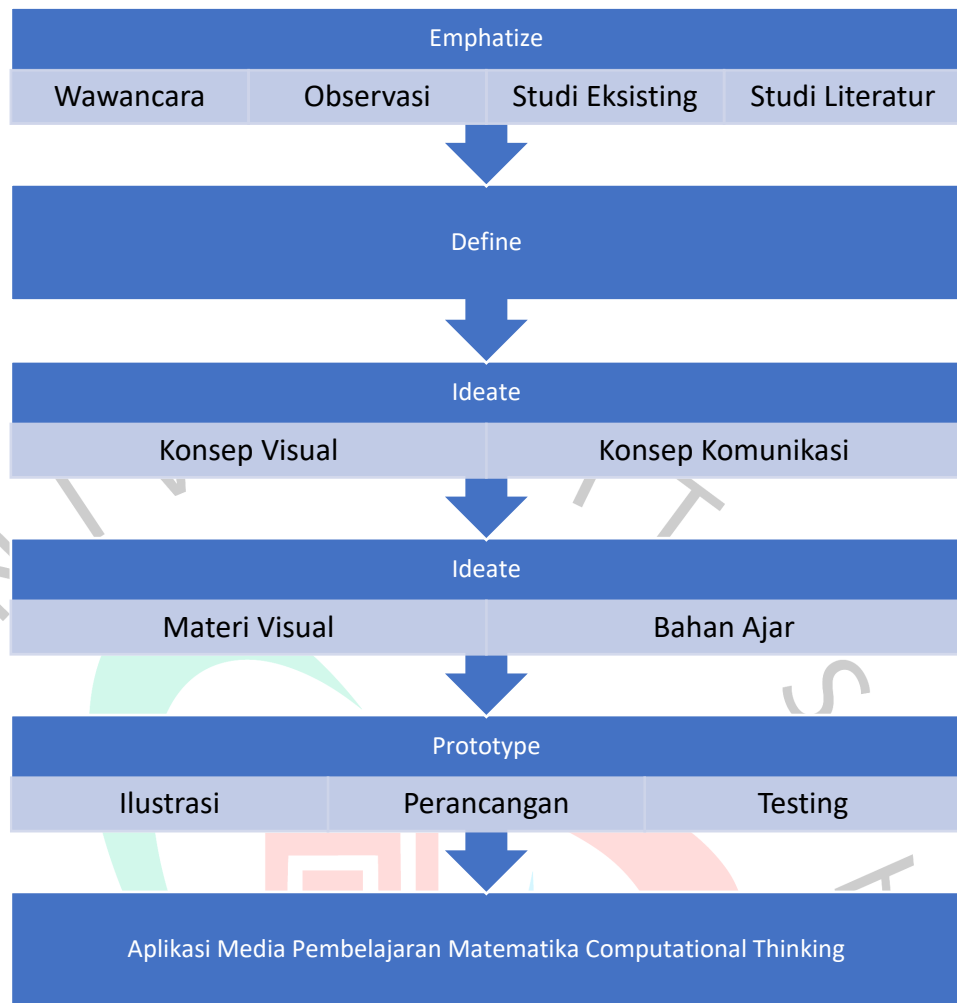 Emphatize
Wawancara Observasi Studi Eksisting Studi Literatur
Define
Ideate
Konsep Visual Konsep Komunikasi
Ideate
Materi Visual Bahan Ajar
Prototype
Ilustrasi Perancangan Testing
Aplikasi Media Pembelajaran Matematika Computational Thinking